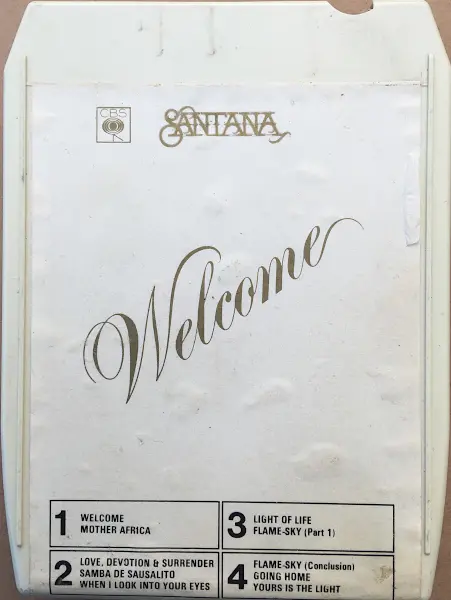 CBS
SANTANA
Welcome
1 WELCOME
MOTHER AFRICA
2 LOVE, DEVOTION & SURRENDER
SAMBA DE SAUSALITO
WHEN I LOOK INTO YOUR EYES
3 LIGHT OF LIFE
FLAME-SKY (Part 1)
4 FLAME-SKY (Conclusion)
GOING HOME
YOURS IS THE LIGHT